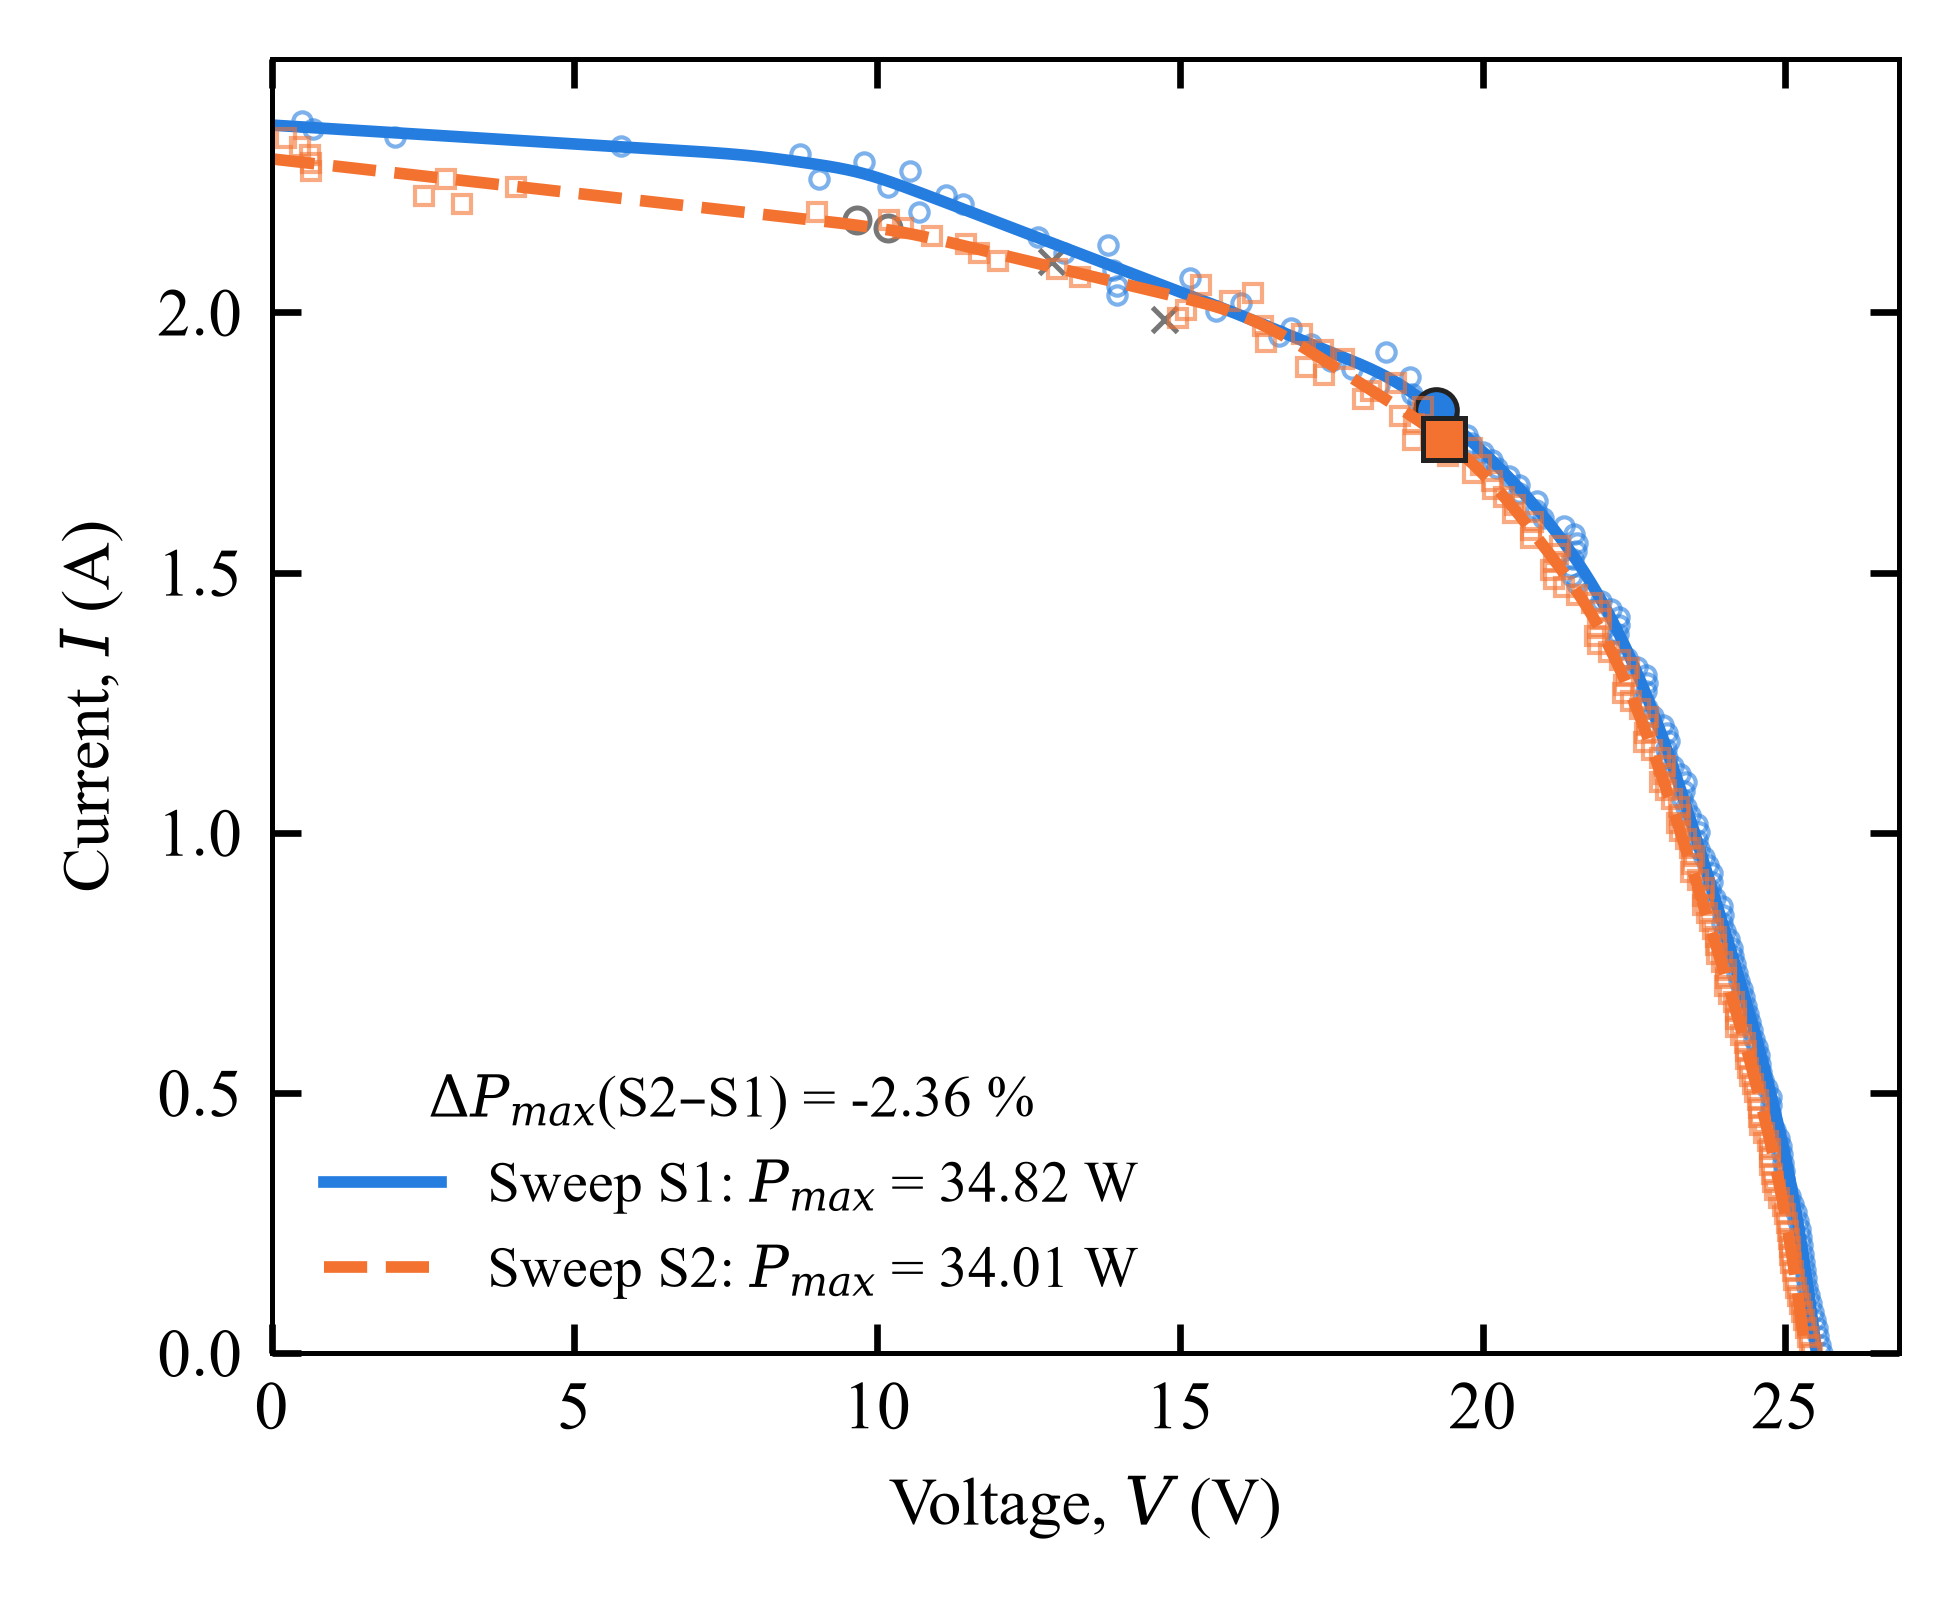 2.0
1.5
1.0
0.5
0.0
Current, I (A)
ΔPmax(S2–S1) = -2.36 %
Sweep S1: Pmax = 34.82 W
Sweep S2: Pmax = 34.01 W
0 5 10 15 20 25
Voltage, V (V)